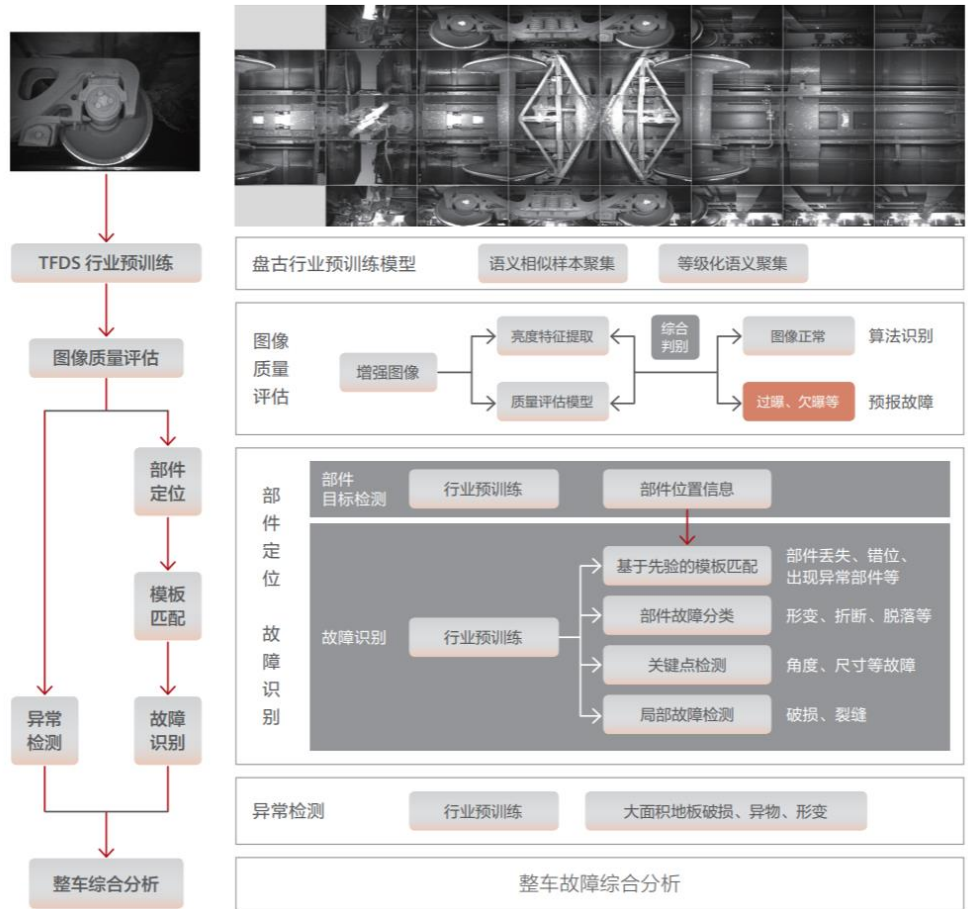 TFDS 行业预训练
图像质量评估
部件
定位
模板
匹配
异常
检测
故障
识别
整车综合分析
盘古行业预训练模型
语义相似样本聚集
等级化语义聚集
图像
质量
评估
增强图像
亮度特征提取
质量评估模型
综合
判别
图像正常
算法识别
过曝、欠曝等
预报故障
部件定位
故障识别
部件
目标检测
行业预训练
部件位置信息
故障识别
行业预训练
基于先验的模板匹配
部件丢失、错位、
出现异常部件等
部件故障分类
形变、折断、脱落等
关键点检测
角度、尺寸等故障
局部故障检测
破损、裂缝
异常检测
行业预训练
大面积地板破损、异物、形变
整车故障综合分析